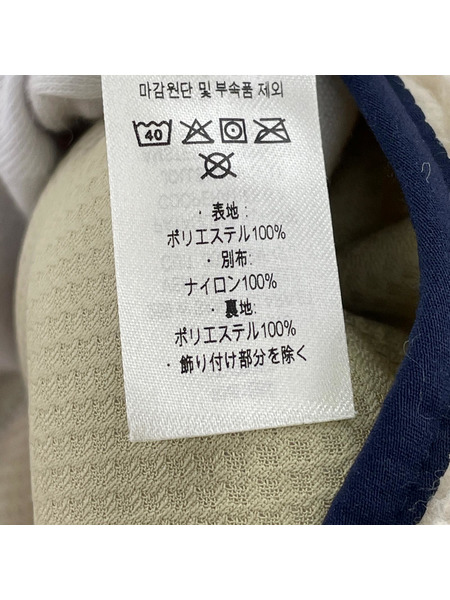 마감원단 및 부속품 제외
40
・表地：
ポリエステル100%
・別布：
ナイロン100%
・裏地：
ポリエステル100%
・飾り付け部分を除く